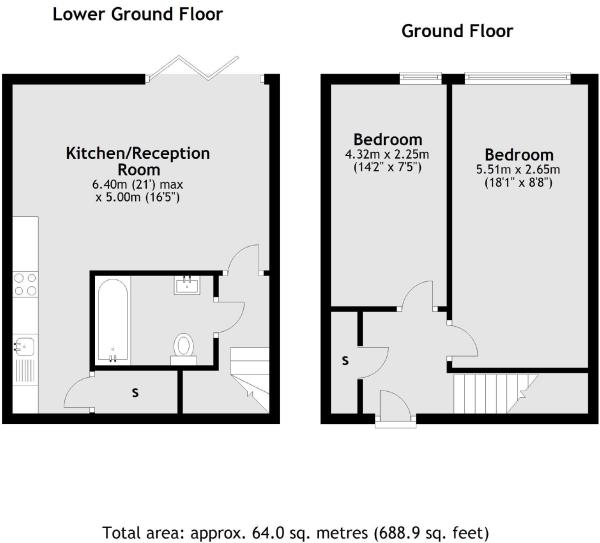 Lower Ground Floor
Ground Floor
Kitchen/Reception
Room
6.40m (21') max
x 5.00m (16'5")
S
Bedroom
4.32m x 2.25m
(14'2" x 7'5")
Bedroom
5.51m x 2.65m
(18'1" x 8'8")
S
Total area: approx. 64.0 sq. metres (688.9 sq. feet)